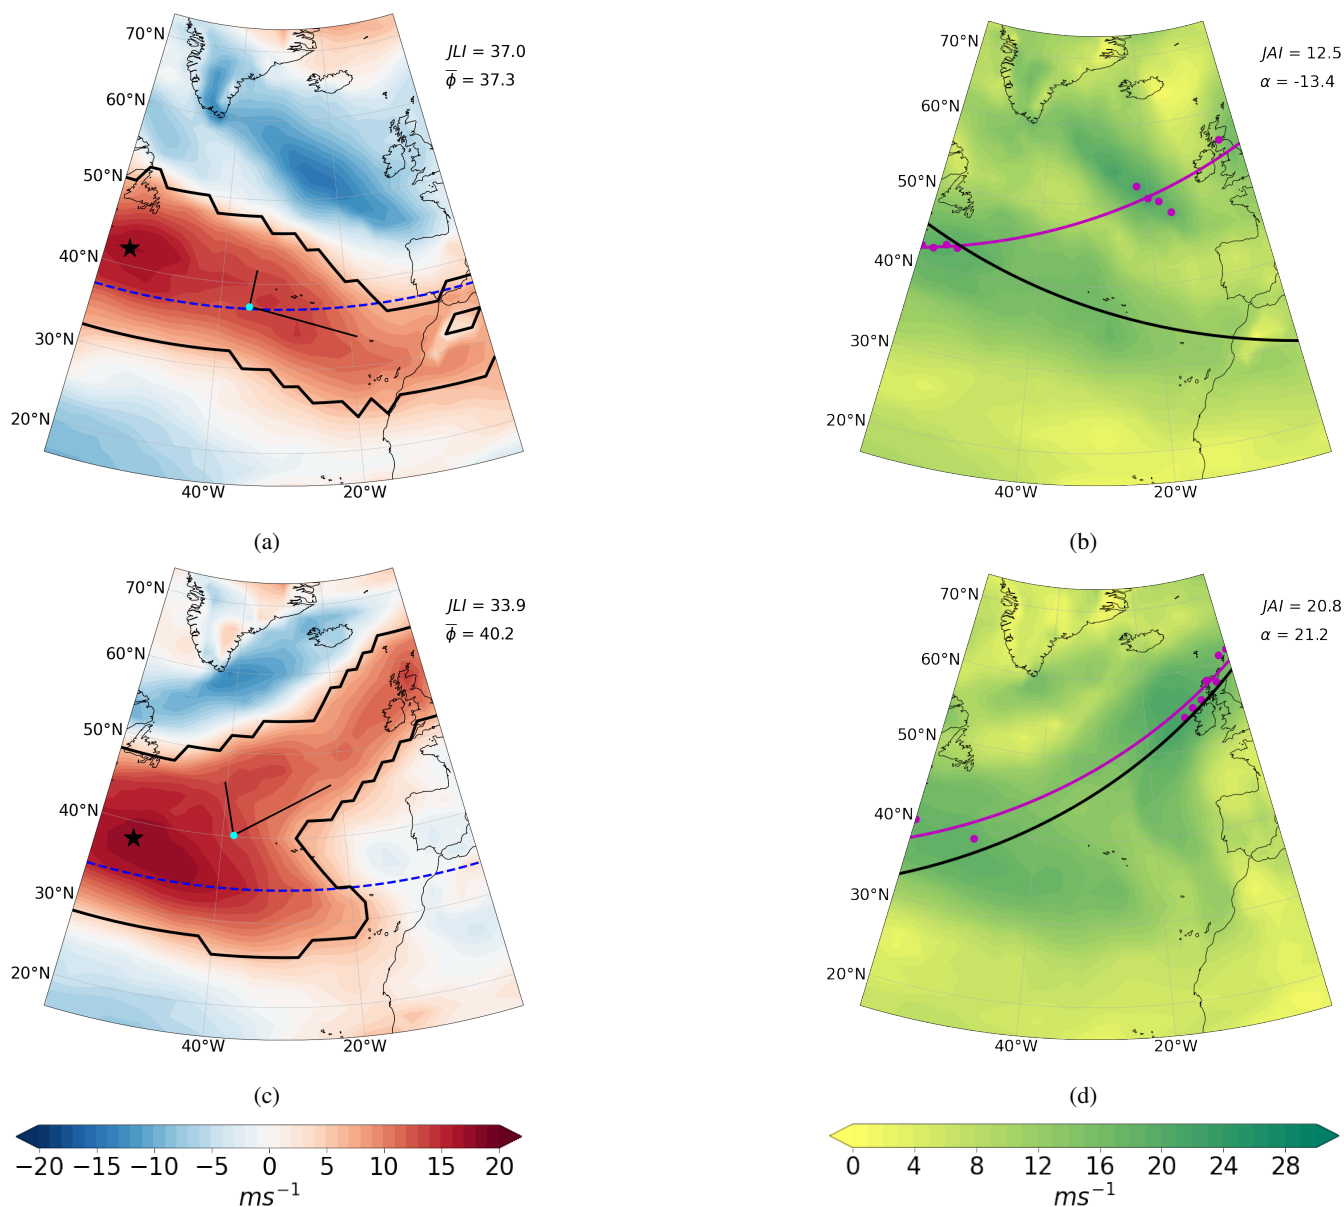 70°N
60°N
50°N
40°N
30°N
20°N
40°W
20°W
JLI = 37.0
ϕ̅ = 37.3
(a)
70°N
60°N
50°N
40°N
30°N
20°N
40°W
20°W
JAI = 12.5
α = -13.4
(b)
70°N
60°N
50°N
40°N
30°N
20°N
40°W
20°W
JLI = 33.9
ϕ̅ = 40.2
(c)
70°N
60°N
50°N
40°N
30°N
20°N
40°W
20°W
JAI = 20.8
α = 21.2
(d)
−20 −15 −10 −5 0 5 10 15 20
ms⁻¹
0 4 8 12 16 20 24 28
ms⁻¹